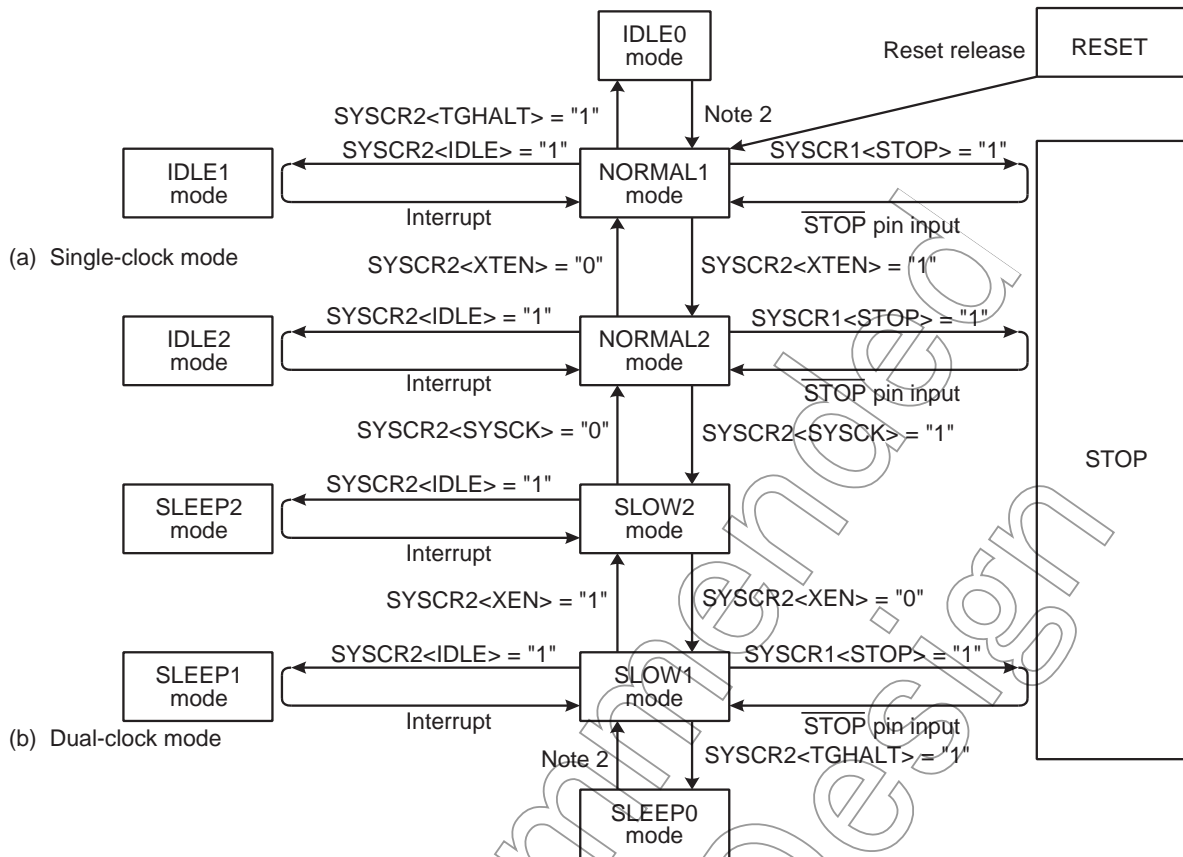 IDLE0
mode
Reset release
RESET
SYSCR2<TGHALT> = "1"
Note 2
SYSCR2<IDLE> = "1"
SYSCR1<STOP> = "1"
IDLE1
mode
NORMAL1
mode
Interrupt
STOP pin input
(a) Single-clock mode
SYSCR2<XTEN> = "0"
SYSCR2<XTEN> = "1"
SYSCR2<IDLE> = "1"
SYSCR1<STOP> = "1"
IDLE2
mode
NORMAL2
mode
Interrupt
STOP pin input
SYSCR2<SYSCK> = "0"
SYSCR2<SYSCK> = "1"
STOP
SYSCR2<IDLE> = "1"
SLEEP2
mode
SLOW2
mode
Interrupt
SYSCR2<XEN> = "1"
SYSCR2<XEN> = "0"
SYSCR2<IDLE> = "1"
SYSCR1<STOP> = "1"
SLEEP1
mode
SLOW1
mode
Interrupt
STOP pin input
(b) Dual-clock mode
Note 2
SYSCR2<TGHALT> = "1"
SLEEP0
mode
mmended
Design